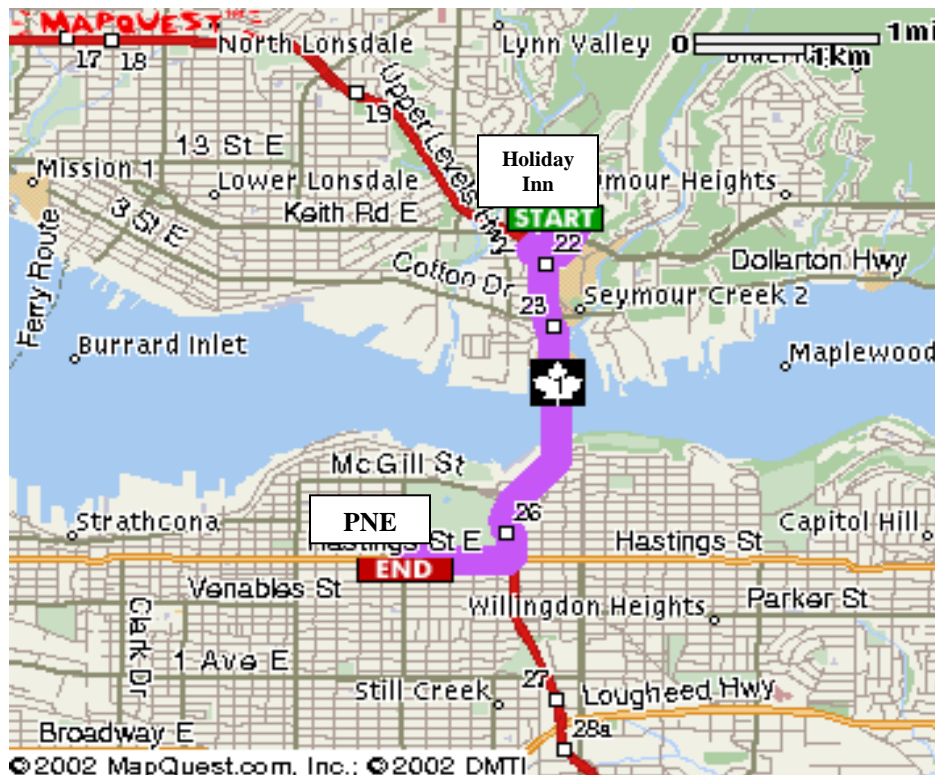 MAPQUEST
17
18
North Lonsdale
Lynn Valley
0
1mi
1km
19
Upper Levels Hwy
13 St E
Holiday
Inn
Mission 1
Lower Lonsdale
ymour Heights
Keith Rd E
START
3 St E
22
Ferry Route
Cotton Dr
Dollarton Hwy
23
Seymour Creek 2
Burrard Inlet
Maplewood
1
McGill St
PNE
26
Strathcona
Capitol Hill
Hastings St E
Hastings St
END
Venables St
Willingdon Heights
Parker St
Clark Dr
1 Ave E
27
Still Creek
Lougheed Hwy
28a
Broadway E
©2002 MapQuest.com, Inc.; ©2002 DMTI